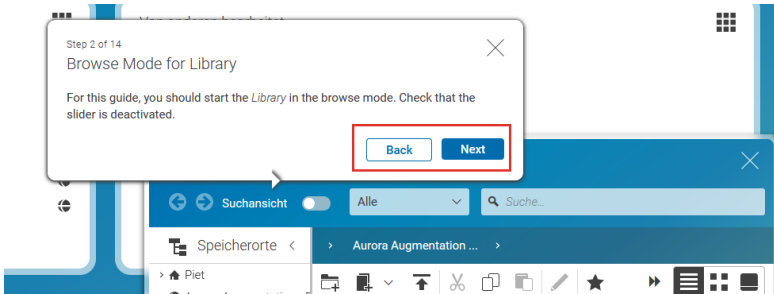 Step 2 of 14
Browse Mode for Library
For this guide, you should start the Library in the browse mode. Check that the
slider is deactivated.
Back Next
Suchansicht Alle Suche...
Speicherorte Aurora Augmentation ...
Piet